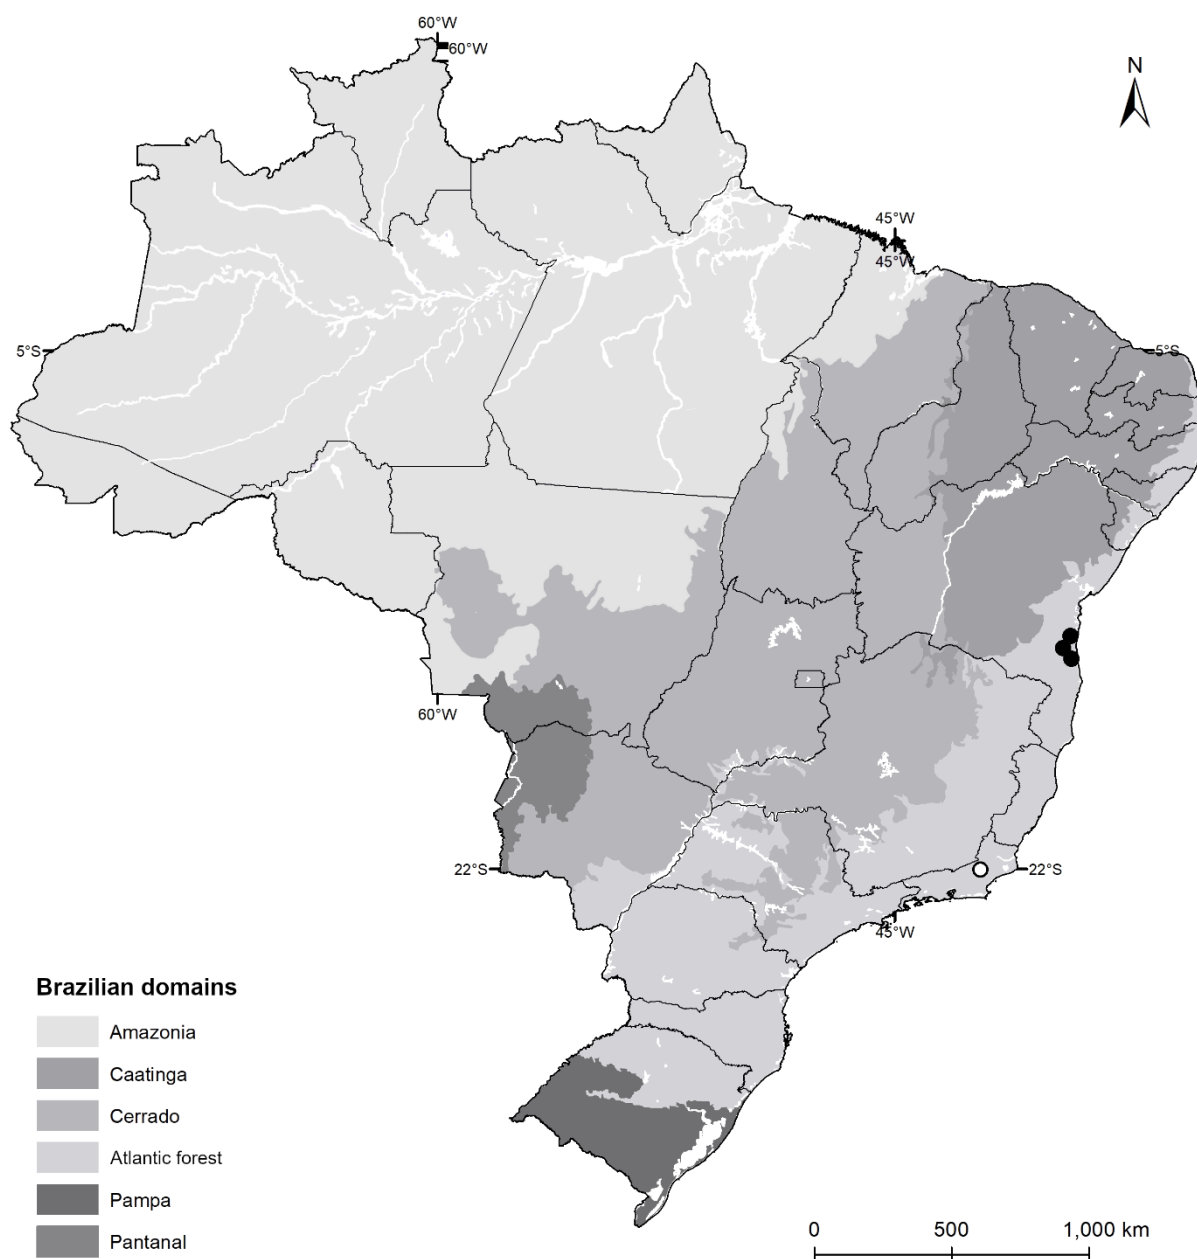 60°W
60°W
N
45°W
45°W
5°S
5°S
60°W
22°S
22°S
45°W
Brazilian domains
Amazonia
Caatinga
Cerrado
Atlantic forest
Pampa
Pantanal
0 500 1,000 km